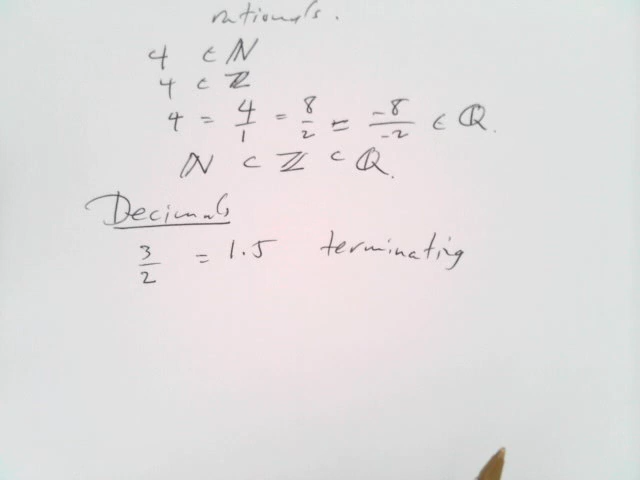 rationals.
4 ∈ ℕ
4 ∈ ℤ
4 = 4/1 = 8/2 = -8/-2 ∈ ℚ.
ℕ ⊂ ℤ ⊂ ℚ.
Decimals
3/2 = 1.5 terminating